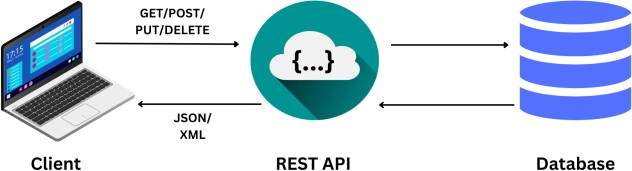 GET/POST/
PUT/DELETE
17:15
{...}
JSON/
XML
Client
REST API
Database